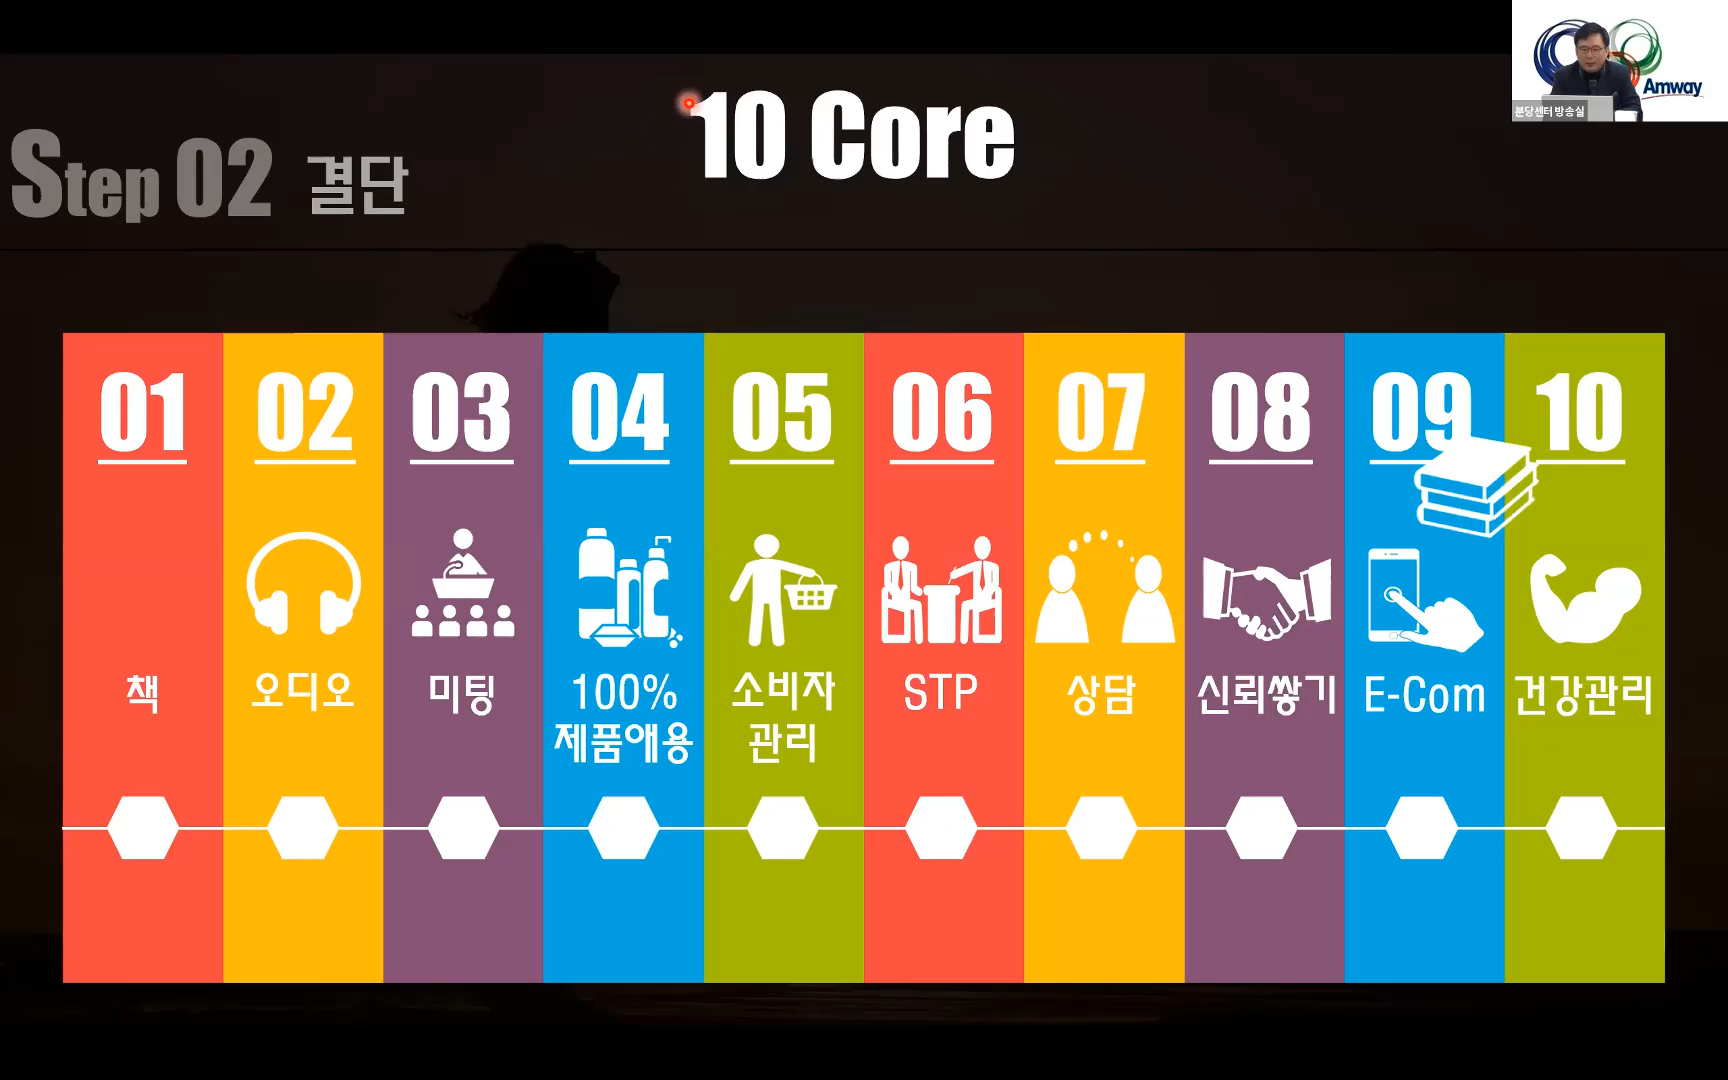 10 Core
Amway
분당센터 방송실
Step 02 결단
01
02
03
04
05
06
07
08
09
10
책
오디오
미팅
100%
제품애용
소비자
관리
STP
상담
신뢰쌓기
E-Com
건강관리